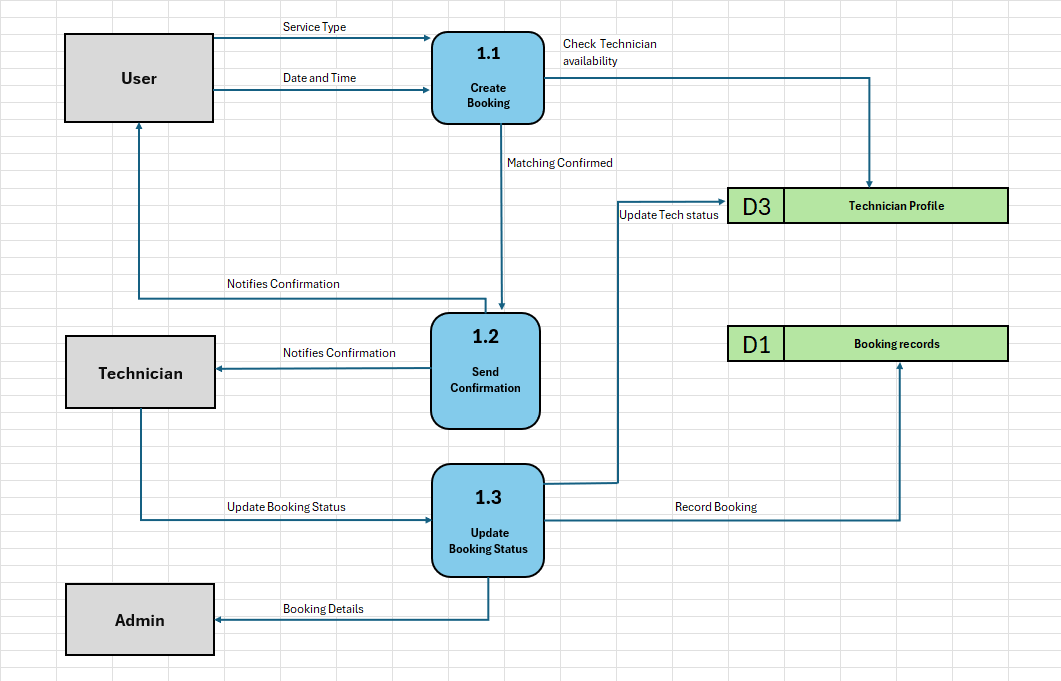 Service Type
User
Date and Time
1.1
Create
Booking
Check Technician
availability
Matching Confirmed
D3
Technician Profile
Update Tech status
Notifies Confirmation
1.2
Send
Confirmation
Notifies Confirmation
Technician
D1
Booking records
1.3
Update
Booking Status
Update Booking Status
Record Booking
Booking Details
Admin